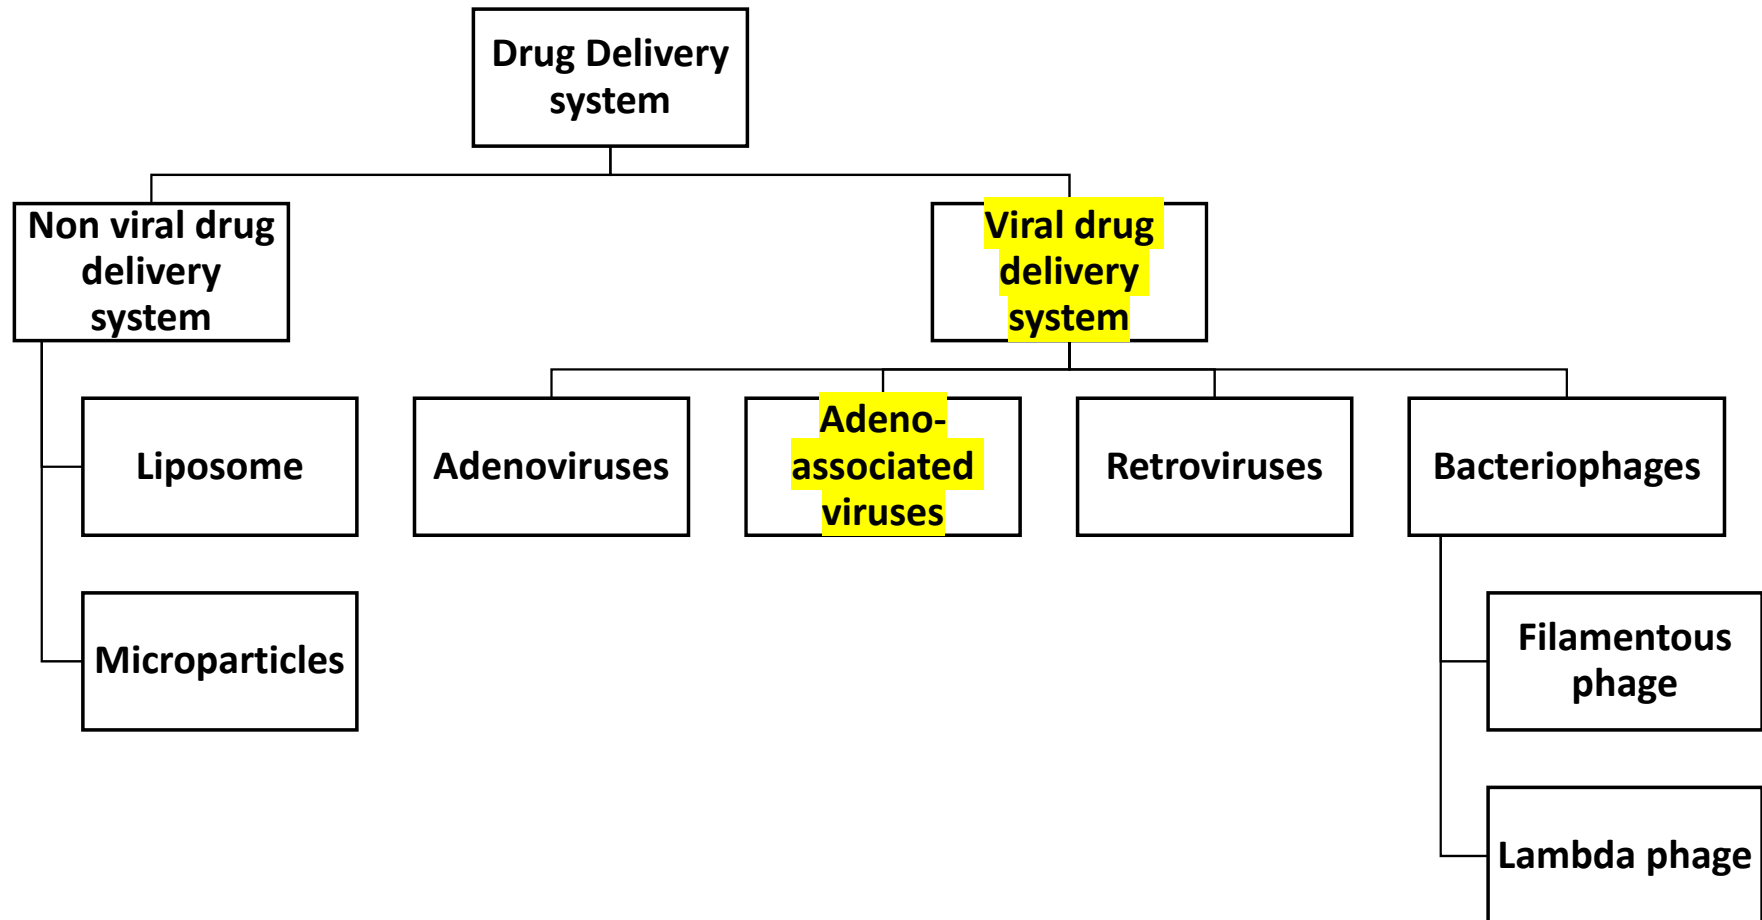 Drug Delivery
system
Non viral drug
delivery
system
Viral drug
delivery
system
Liposome
Microparticles
Adenoviruses
Adeno-
associated
viruses
Retroviruses
Bacteriophages
Filamentous
phage
Lambda phage